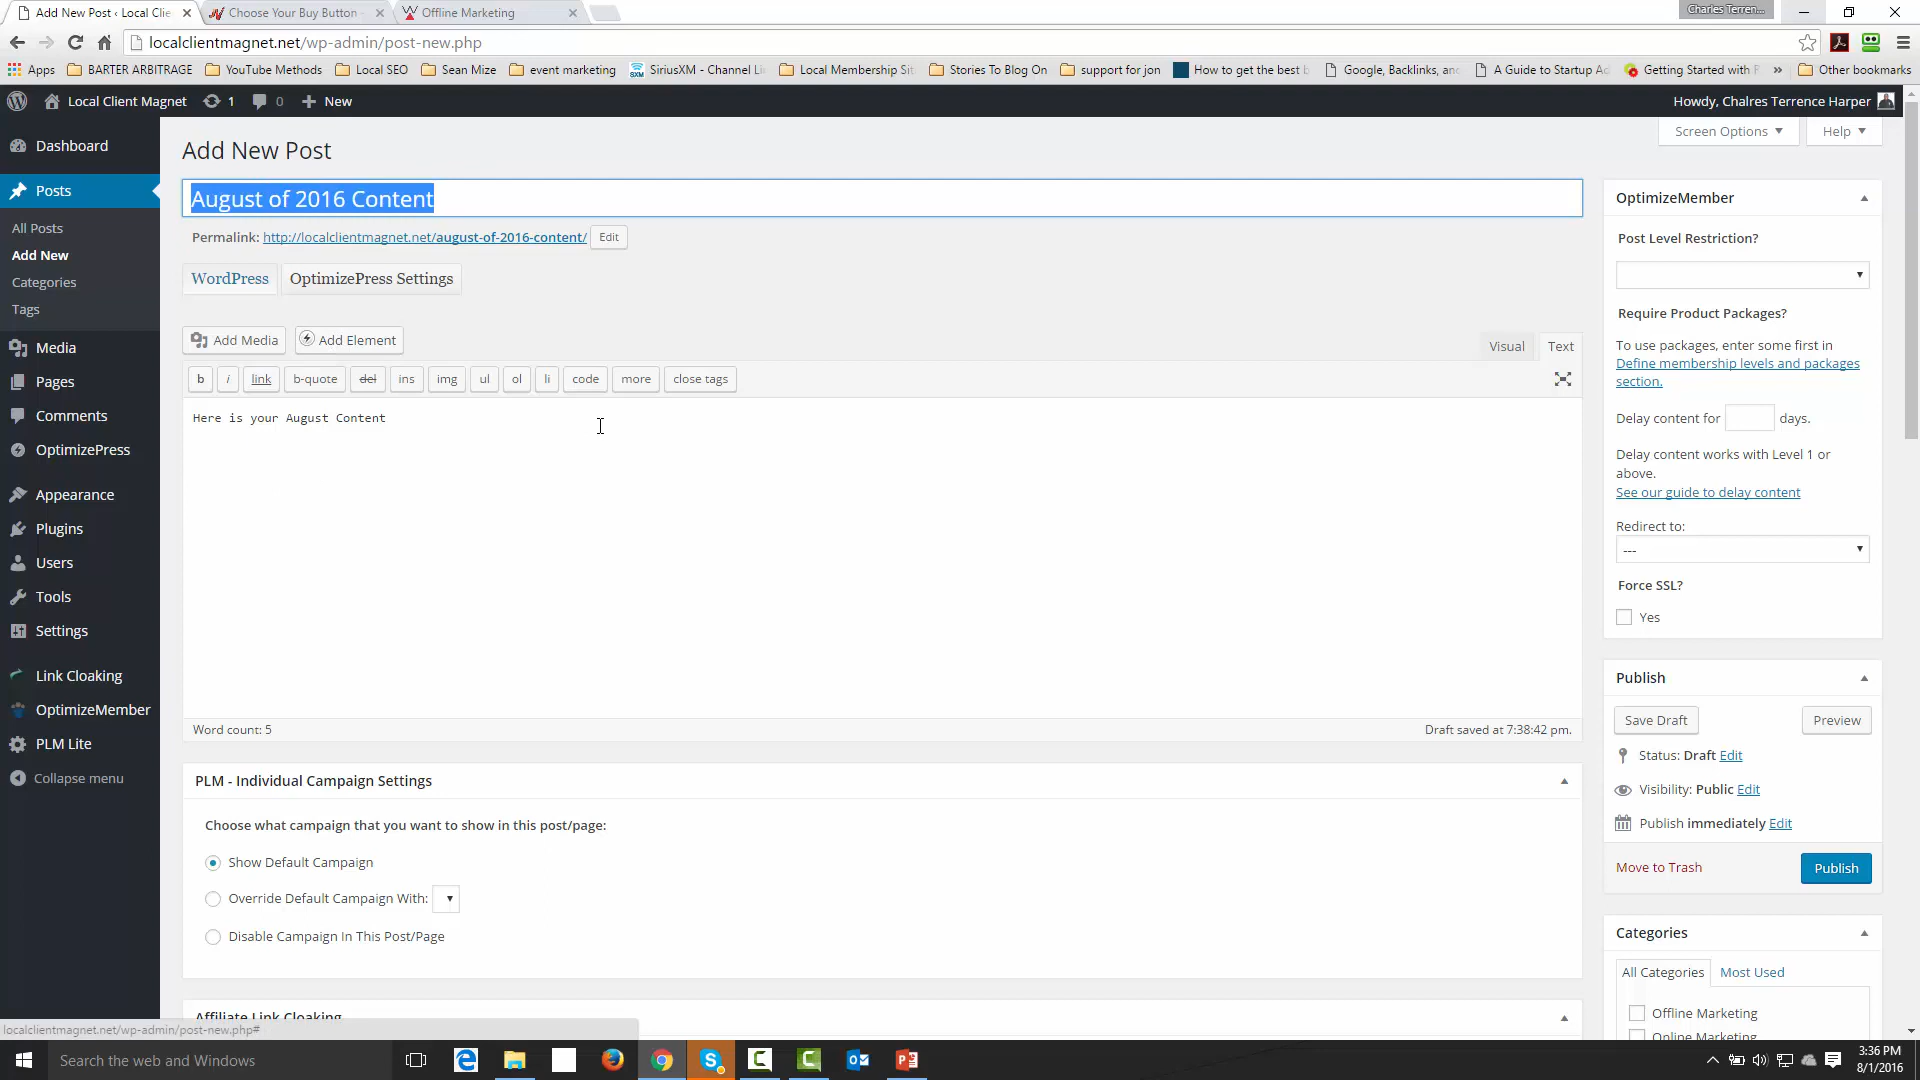 Add New Post ‹ Local Clie
Choose Your Buy Button
Offline Marketing
Charles Terren...
localclientmagnet.net/wp-admin/post-new.php
Apps
BARTER ARBITRAGE
YouTube Methods
Local SEO
Sean Mize
event marketing
SiriusXM - Channel Li
Local Membership Sit
Stories To Blog On
support for jon
How to get the best b
Google, Backlinks, an
A Guide to Startup Ad
Getting Started with
»
Other bookmarks
Local Client Magnet
1
0
New
Howdy, Chalres Terrence Harper
Screen Options
Help
Dashboard
Posts
All Posts
Add New
Categories
Tags
Media
Pages
Comments
OptimizePress
Appearance
Plugins
Users
Tools
Settings
Link Cloaking
OptimizeMember
PLM Lite
Collapse menu
Add New Post
August of 2016 Content
Permalink: http://localclientmagnet.net/august-of-2016-content/ Edit
WordPress
OptimizePress Settings
Add Media
Add Element
Visual
Text
b
i
link
b-quote
del
ins
img
ul
ol
li
code
more
close tags
Here is your August Content
Word count: 5
Draft saved at 7:38:42 pm.
PLM - Individual Campaign Settings
Choose what campaign that you want to show in this post/page:
Show Default Campaign
Override Default Campaign With:
Disable Campaign In This Post/Page
Affiliate Link Cloaking
OptimizeMember
Post Level Restriction?
Require Product Packages?
To use packages, enter some first in
Define membership levels and packages
section.
Delay content for days.
Delay content works with Level 1 or
above.
See our guide to delay content
Redirect to:
---
Force SSL?
Yes
Publish
Save Draft
Preview
Status: Draft Edit
Visibility: Public Edit
Publish immediately Edit
Move to Trash
Publish
Categories
All Categories
Most Used
Offline Marketing
Online Marketing
localclientmagnet.net/wp-admin/post-new.php#
Search the web and Windows
3:36 PM
8/1/2016